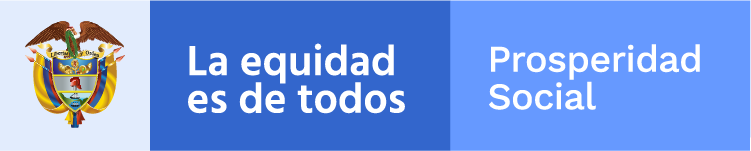 La equidad
es de todos
Prosperidad
Social